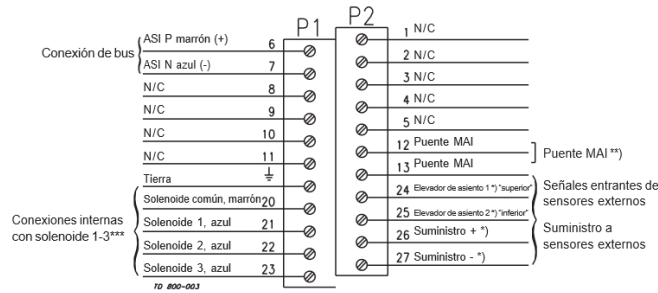 P1
P2
Conexión de bus
ASI P marrón (+) 6
ASI N azul (-) 7
N/C 8
N/C 9
N/C 10
N/C 11
Tierra
Solenoide común, marrón 20
Solenoide 1, azul 21
Solenoide 2, azul 22
Solenoide 3, azul 23
Conexiones internas
con solenoide 1-3***
TD 800-003
1 N/C
2 N/C
3 N/C
4 N/C
5 N/C
12 Puente MAI
13 Puente MAI
Puente MAI **)
24 Elevador de asiento 1 *) "superior"
25 Elevador de asiento 2 *) "inferior"
26 Suministro + *)
27 Suministro - *)
Señales entrantes de
sensores externos
Suministro a
sensores externos